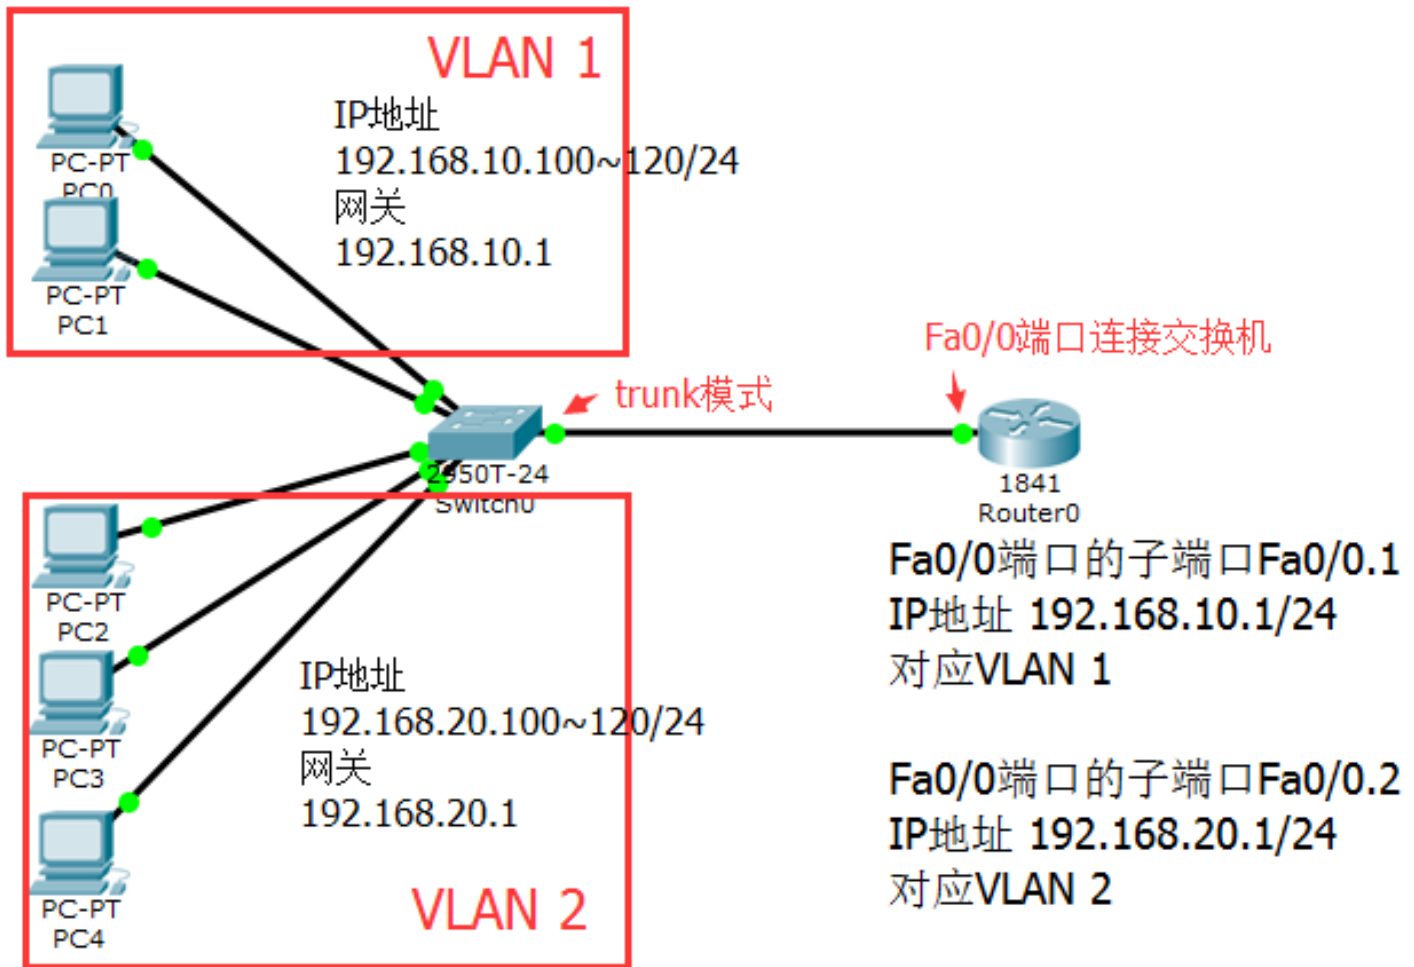 VLAN 1
IP地址
192.168.10.100~120/24
网关
192.168.10.1
PC-PT
PC0
PC-PT
PC1
Fa0/0端口连接交换机
trunk模式
2950T-24
Switch0
1841
Router0
Fa0/0端口的子端口Fa0/0.1
IP地址 192.168.10.1/24
对应VLAN 1
Fa0/0端口的子端口Fa0/0.2
IP地址 192.168.20.1/24
对应VLAN 2
PC-PT
PC2
PC-PT
PC3
PC-PT
PC4
IP地址
192.168.20.100~120/24
网关
192.168.20.1
VLAN 2